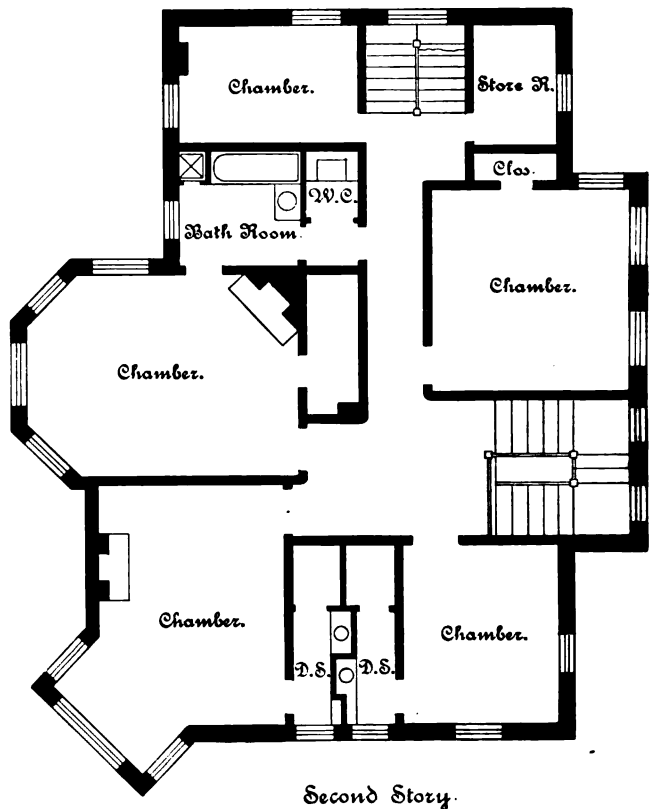 Chamber.
Store R.
Clos.
W.C.
Bath Room.
Chamber.
Chamber.
Chamber.
Chamber.
D.S.
D.S.
Second Story.